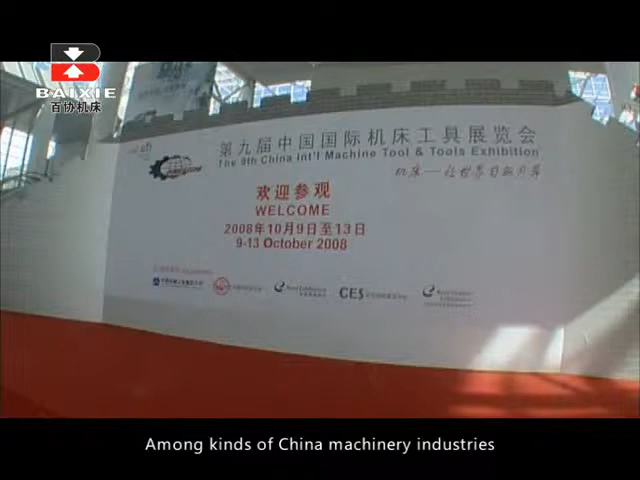 BAIXIE
百协机床
第九届中国国际机床工具展览会
The 9th China Int'l Machine Tool & Tools Exhibition
欢迎参观
WELCOME
2008年10月9日至13日
9-13 October 2008
CES
Among kinds of China machinery industries